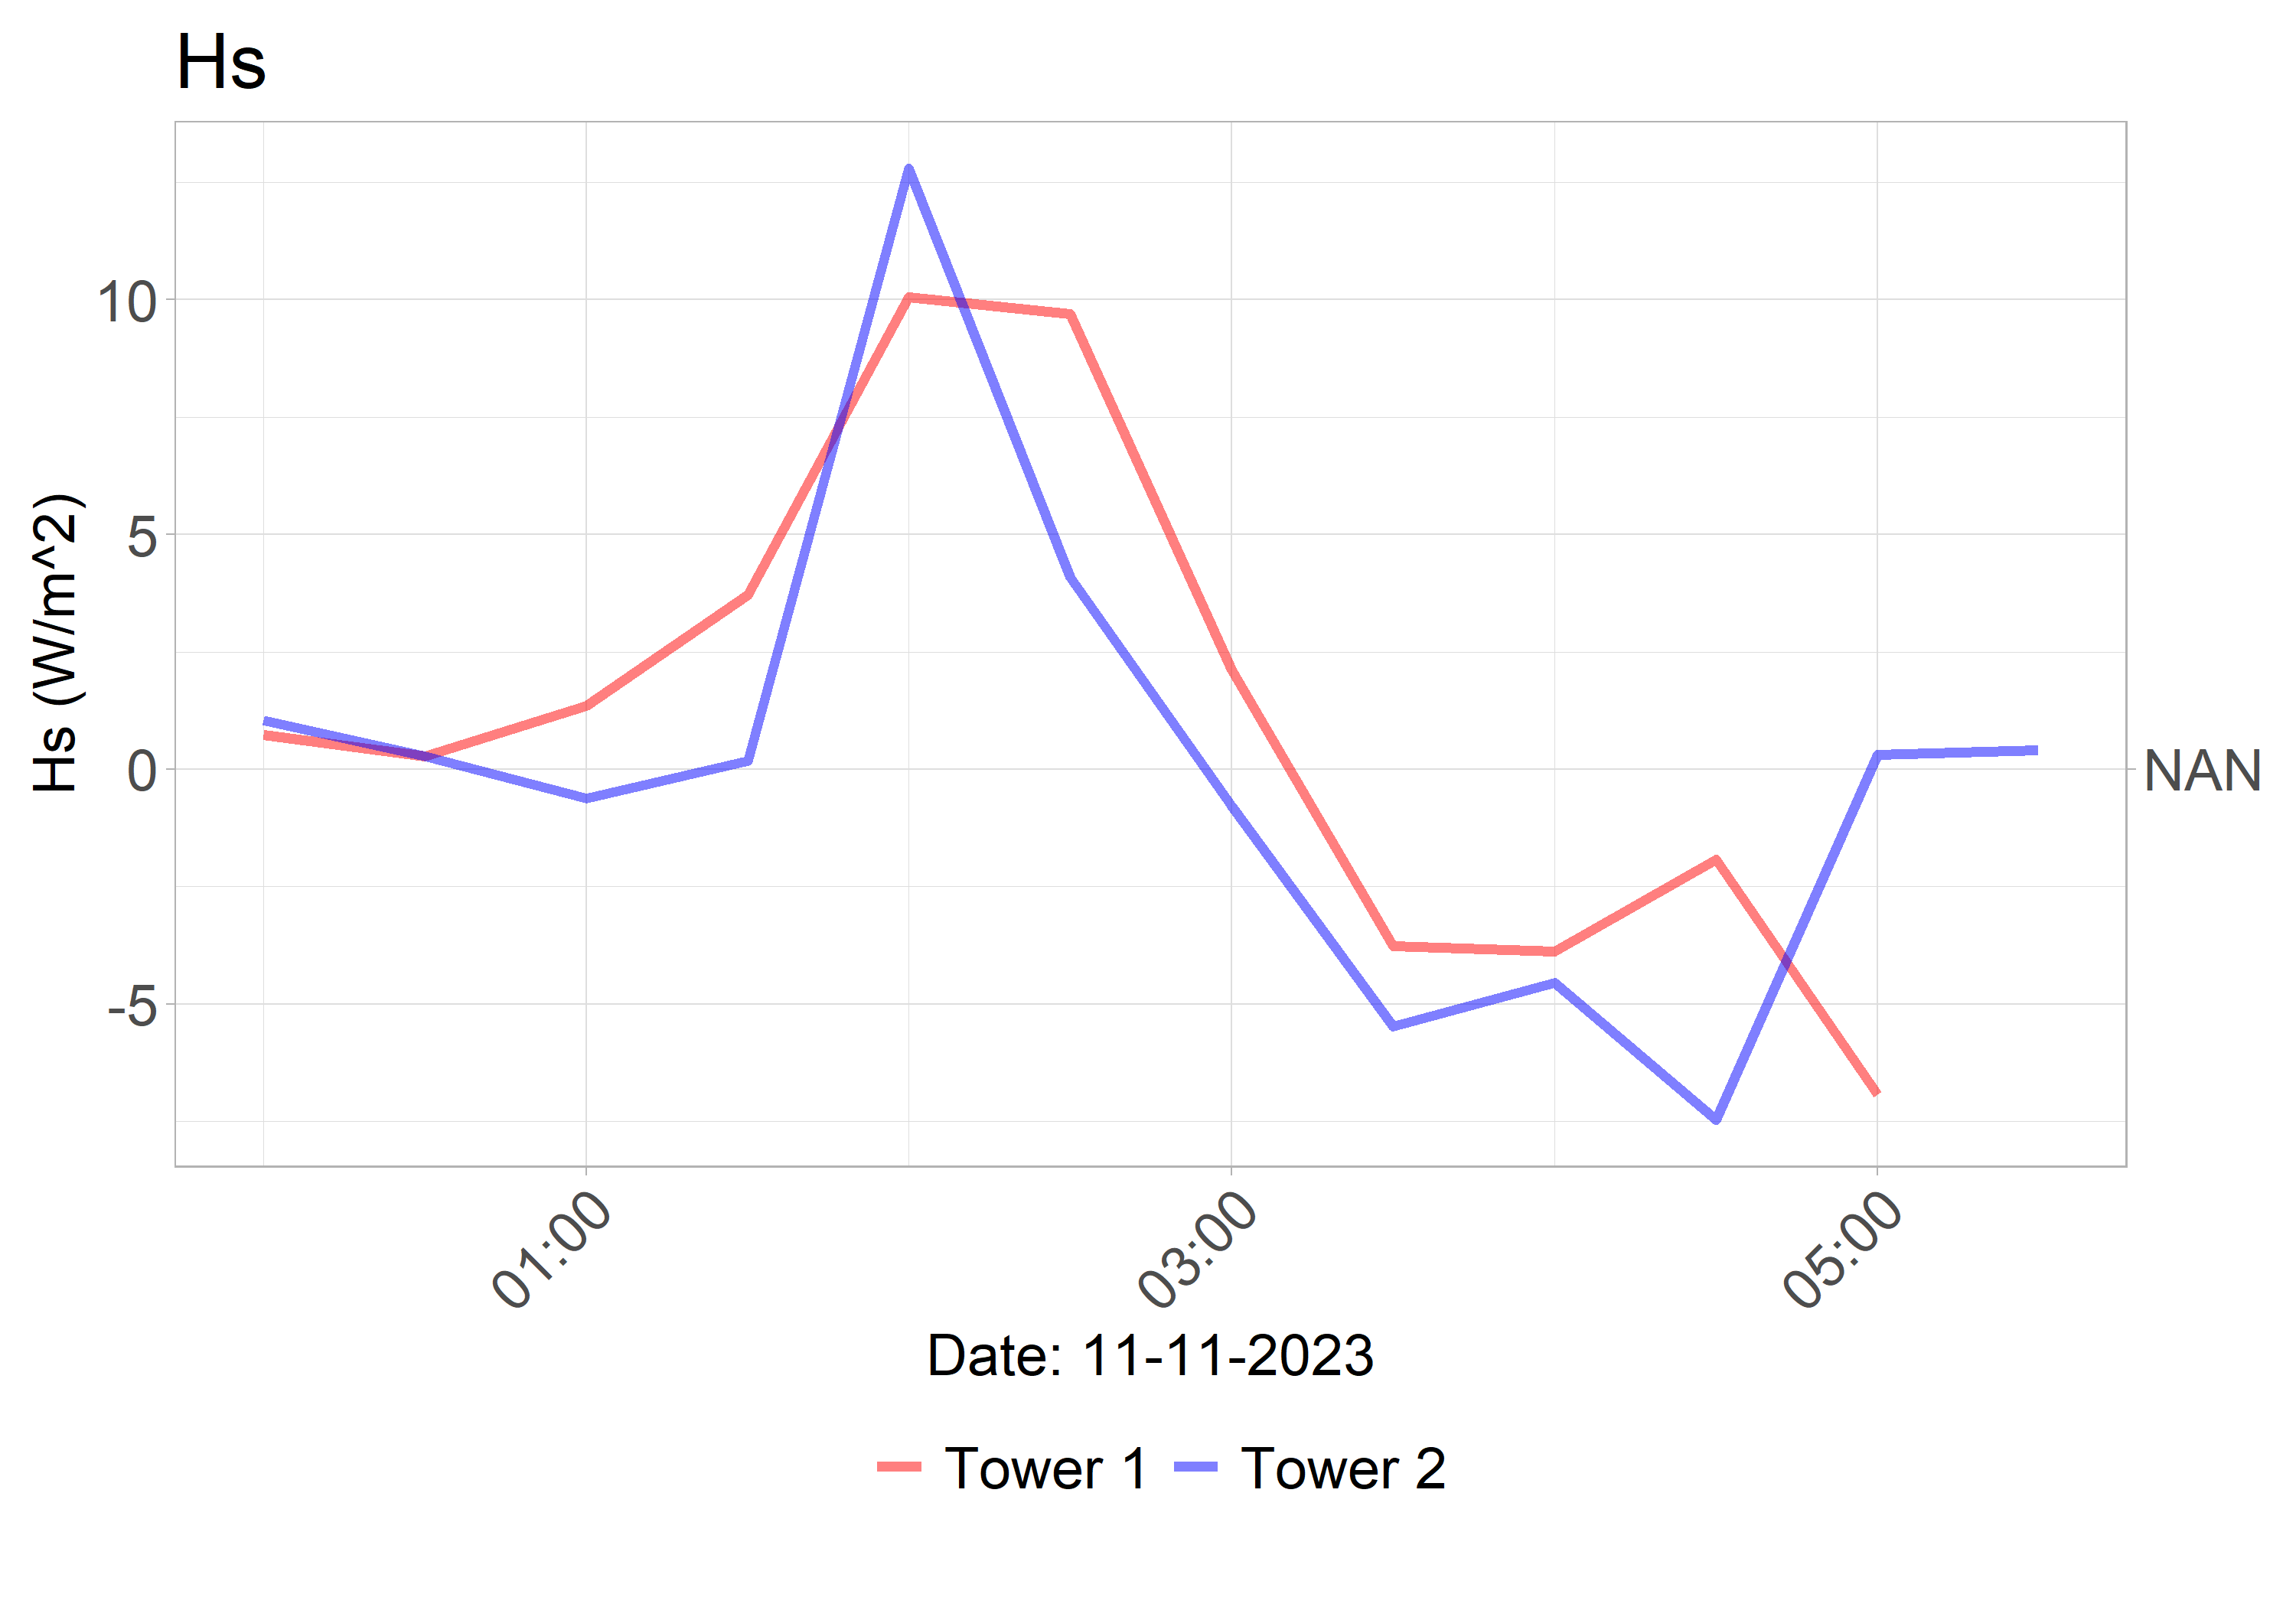 Hs
Hs (W/m^2)
10
5
0
-5
NAN
01:00
03:00
05:00
Date: 11-11-2023
Tower 1
Tower 2